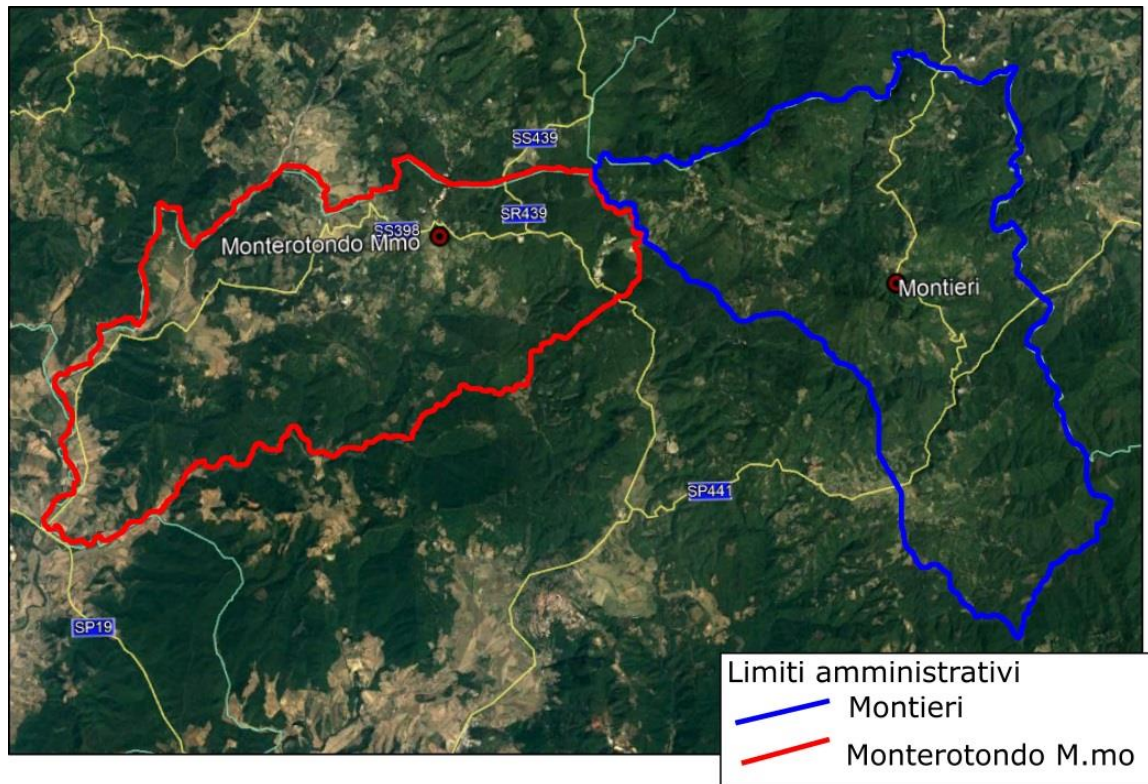 SS439
SR439
SS398
Monterotondo Mmo
Montieri
SP441
SP19
Limiti amministrativi
Montieri
Monterotondo M.mo